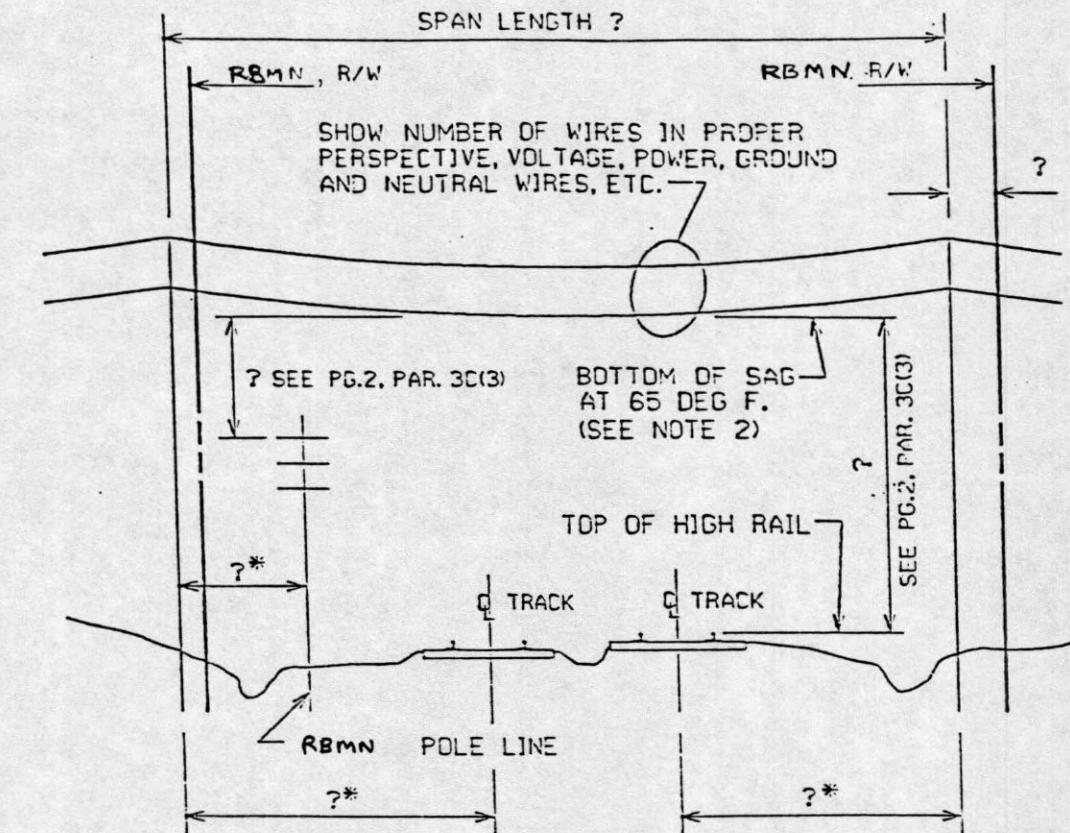 SPAN LENGTH ?
RBMN, R/W
RBMN. R/W
SHOW NUMBER OF WIRES IN PROPER
PERSPECTIVE, VOLTAGE, POWER, GROUND
AND NEUTRAL WIRES, ETC.
?
? SEE PG.2, PAR. 3C(3)
BOTTOM OF SAG
AT 65 DEG F.
(SEE NOTE 2)
?
SEE PG.2, PAR. 3C(3)
TOP OF HIGH RAIL
?*
℄ TRACK
℄ TRACK
RBMN POLE LINE
?*
?*